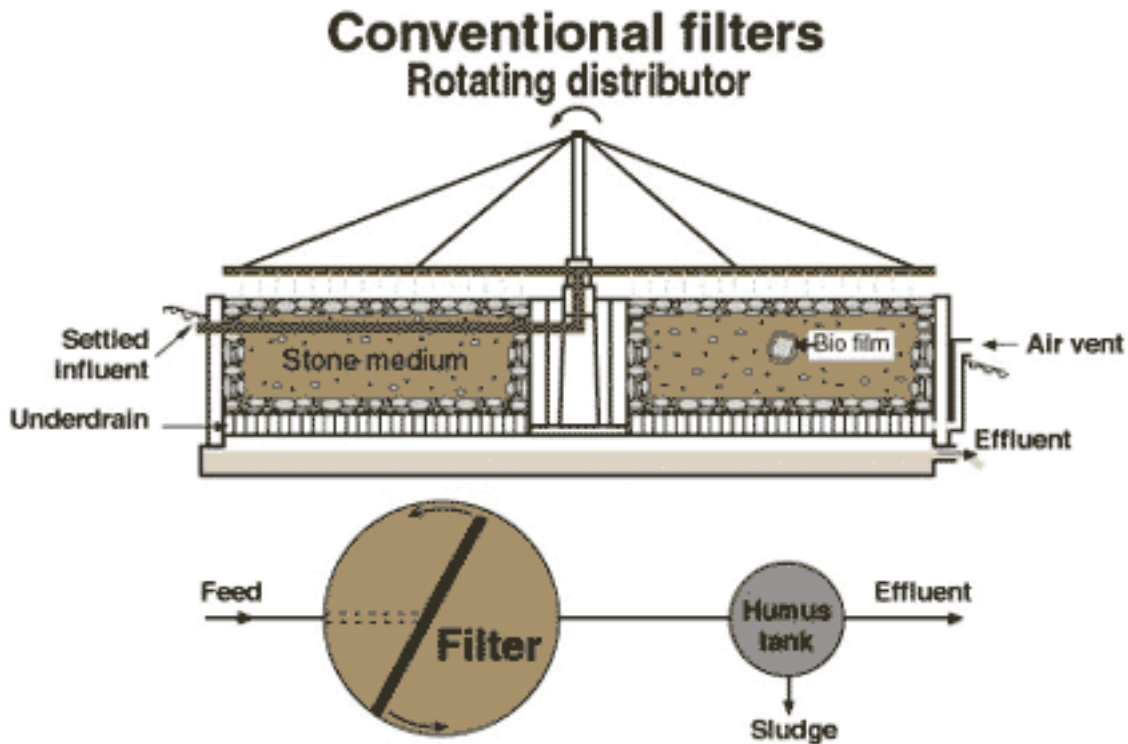 Conventional filters
Rotating distributor
Settled
influent
Stone medium
Bio film
Air vent
Underdrain
Effluent
Feed
Filter
Humus
tank
Effluent
Sludge